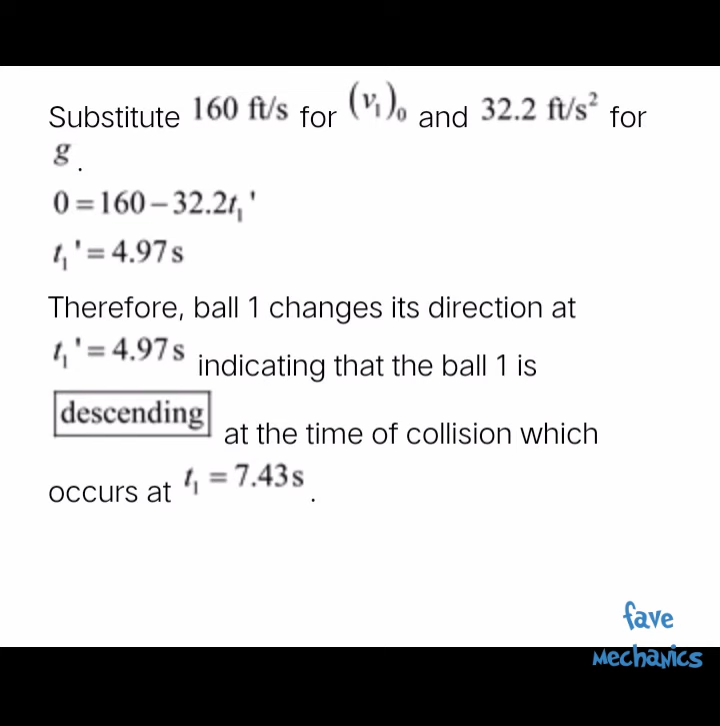 Substitute 160 ft/s for (v₁)₀ and 32.2 ft/s² for
g.
0 = 160 – 32.2t₁'
t₁' = 4.97 s
Therefore, ball 1 changes its direction at
t₁' = 4.97 s indicating that the ball 1 is
descending at the time of collision which
occurs at t₁ = 7.43 s.
fave
Mechanics